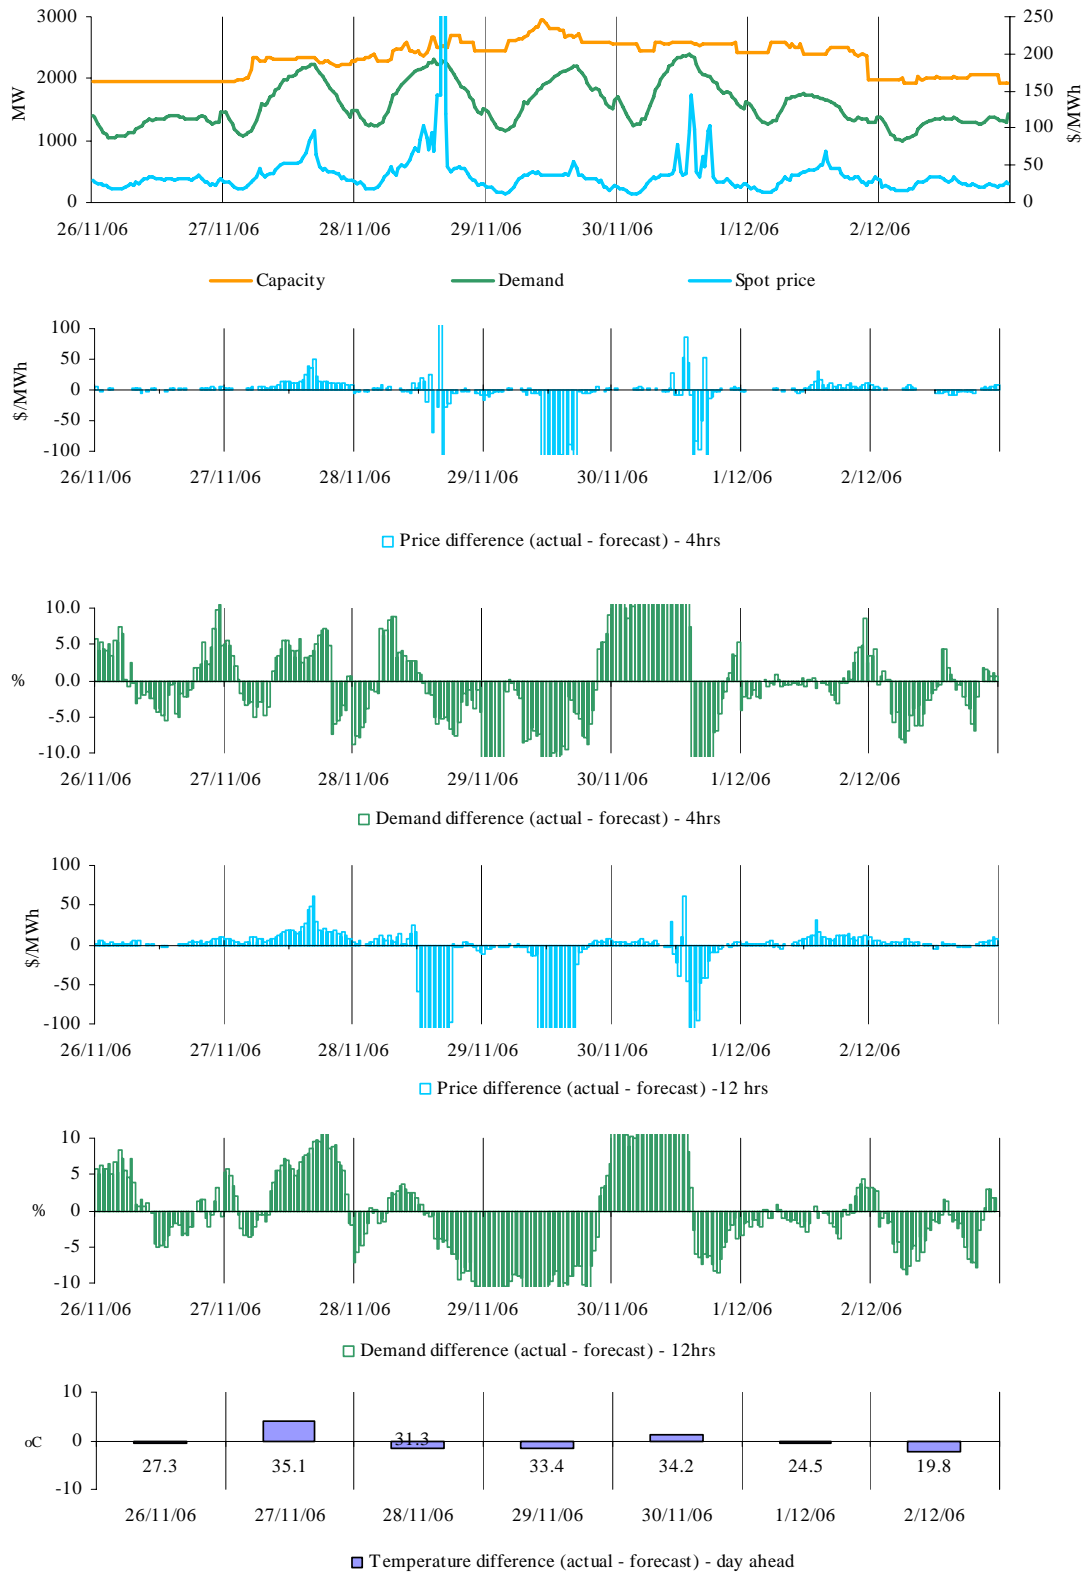 3000 250
2000 200
150
1000 100
50
0 0
MW
$/MWh
26/11/06 27/11/06 28/11/06 29/11/06 30/11/06 1/12/06 2/12/06
Capacity Demand Spot price
100
50
0
-50
-100
$/MWh
26/11/06 27/11/06 28/11/06 29/11/06 30/11/06 1/12/06 2/12/06
Price difference (actual - forecast) - 4hrs
10.0
5.0
0.0
-5.0
-10.0
%
26/11/06 27/11/06 28/11/06 29/11/06 30/11/06 1/12/06 2/12/06
Demand difference (actual - forecast) - 4hrs
100
50
0
-50
-100
$/MWh
26/11/06 27/11/06 28/11/06 29/11/06 30/11/06 1/12/06 2/12/06
Price difference (actual - forecast) -12 hrs
10
5
0
-5
-10
%
26/11/06 27/11/06 28/11/06 29/11/06 30/11/06 1/12/06 2/12/06
Demand difference (actual - forecast) - 12hrs
10
0
-10
oC
27.3 35.1 31.3 33.4 34.2 24.5 19.8
26/11/06 27/11/06 28/11/06 29/11/06 30/11/06 1/12/06 2/12/06
Temperature difference (actual - forecast) - day ahead